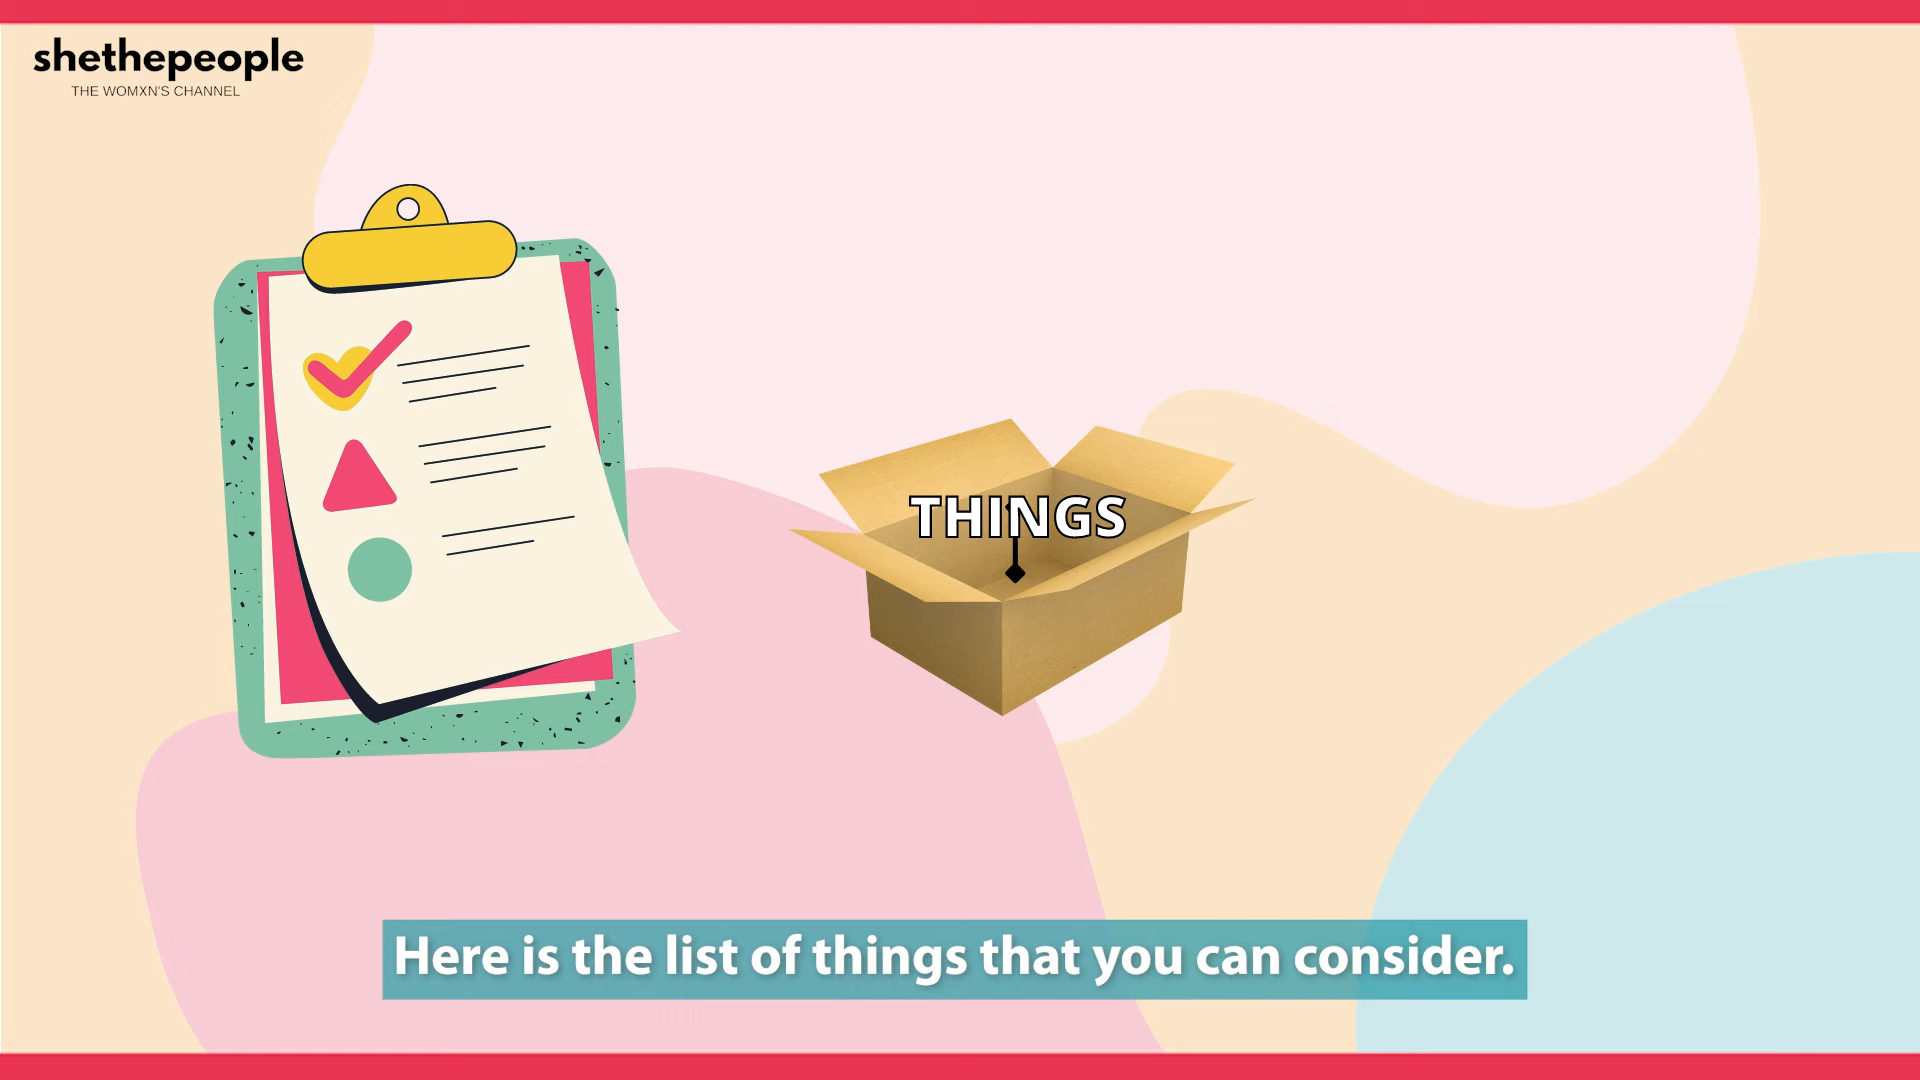 shethepeople
THE WOMXN'S CHANNEL
THINGS
Here is the list of things that you can consider.